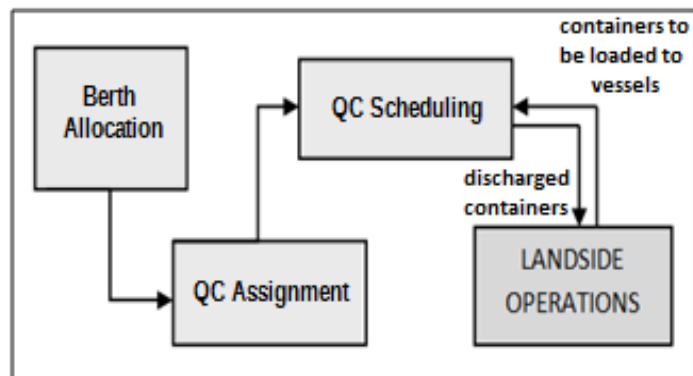 containers to
be loaded to
vessels
Berth
Allocation
QC Scheduling
discharged
containers
QC Assignment
LANDSIDE
OPERATIONS